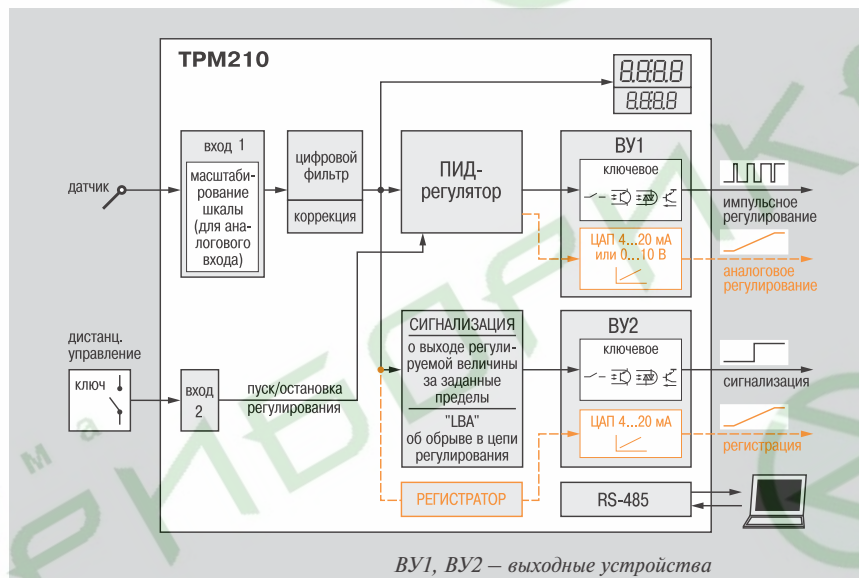 ТРМ210
8.8.8.8
8.8.8.8
датчик
вход 1
масштаби-
рование
шкалы
(для ана-
логового
входа)
цифровой
фильтр
коррекция
ПИД-
регулятор
ВУ1
ключевое
ЦАП 4...20 мА
или 0...10 В
импульсное
регулирование
аналоговое
регулирование
дистанц.
управление
ключ
вход
2
пуск/остановка
регулирования
СИГНАЛИЗАЦИЯ
о выходе регули-
руемой величины
за заданные
пределы
"LBA"
об обрыве в цепи
регулирования
ВУ2
ключевое
ЦАП 4...20 мА
сигнализация
регистрация
РЕГИСТРАТОР
RS-485
ВУ1, ВУ2 – выходные устройства